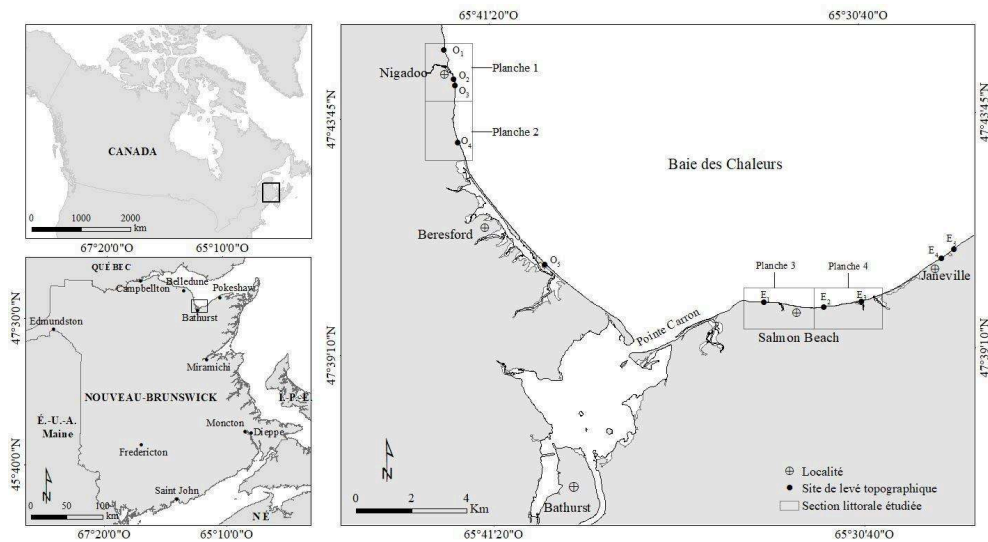 CANADA
0 1000 2000
km
67°20'0"O 65°10'0"O
QUÉBEC
Campbellton
Belledune
Pokeshaw
Bathurst
Edmundston
Miramichi
NOUVEAU-BRUNSWICK
É.-U.-A.
Maine
Î.-P.-É.
Moncton
Dieppe
Fredericton
Saint John
NÉ
N
0 50 100
km
47°30'0"N
45°40'0"N
67°20'0"O 65°10'0"O
65°41'20"O 65°30'40"O
47°43'45"N 47°43'45"N
47°39'10"N 47°39'10"N
O1
Nigadoo
Planche 1
O2
O3
Planche 2
O4
Baie des Chaleurs
Beresford
O5
Planche 3 Planche 4
E1
E2
E3
E4
Janeville
Pointe Carron
Salmon Beach
N
0 2 4
Km
Bathurst
Localité
Site de levé topographique
Section littorale étudiée
65°41'20"O 65°30'40"O